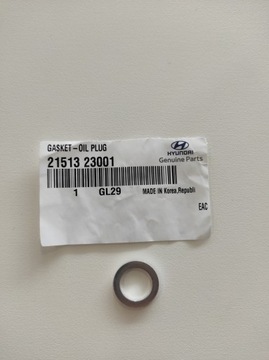 GASKET-OIL PLUG
21513 23001
HYUNDAI
Genuine Parts
1 GL29 MADE IN Korea,Republi
EAC